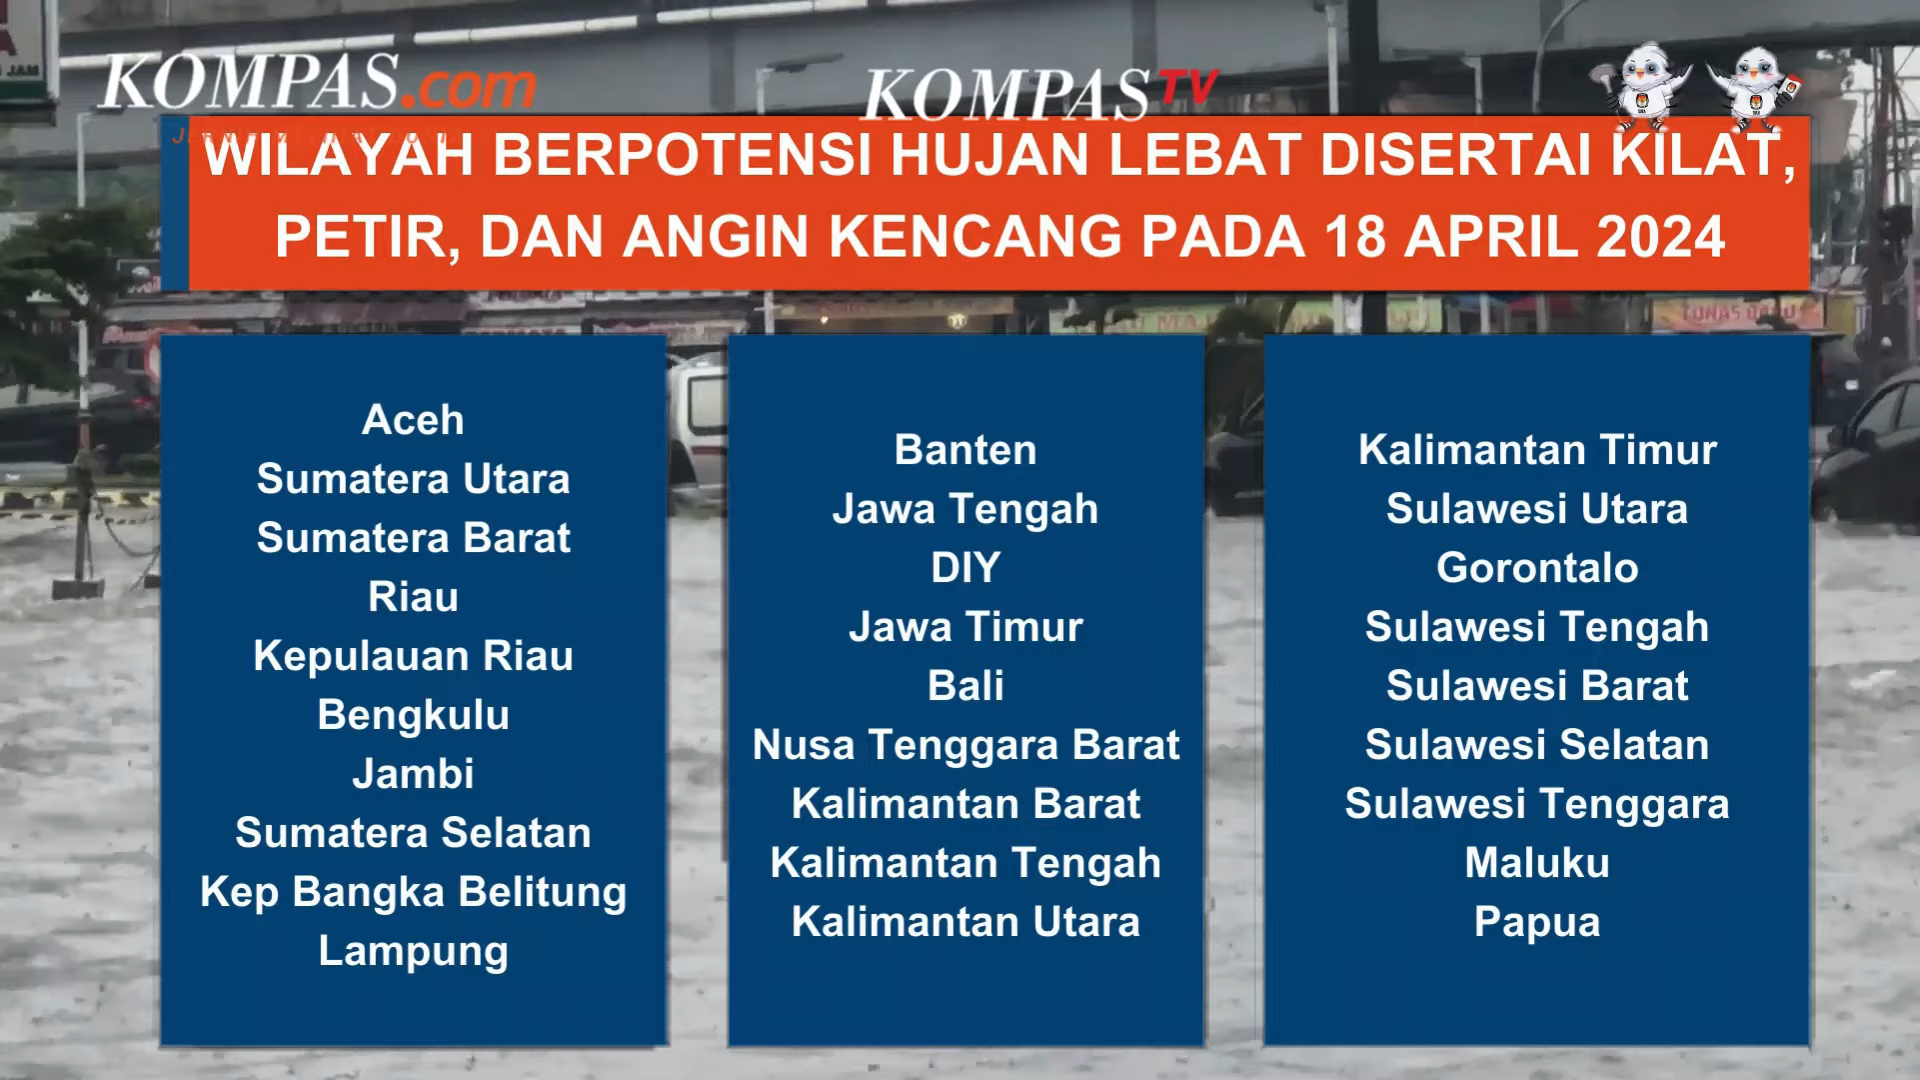 KOMPAS.com
KOMPAS TV
WILAYAH BERPOTENSI HUJAN LEBAT DISERTAI KILAT,
PETIR, DAN ANGIN KENCANG PADA 18 APRIL 2024
Aceh
Sumatera Utara
Sumatera Barat
Riau
Kepulauan Riau
Bengkulu
Jambi
Sumatera Selatan
Kep Bangka Belitung
Lampung
Banten
Jawa Tengah
DIY
Jawa Timur
Bali
Nusa Tenggara Barat
Kalimantan Barat
Kalimantan Tengah
Kalimantan Utara
Kalimantan Timur
Sulawesi Utara
Gorontalo
Sulawesi Tengah
Sulawesi Barat
Sulawesi Selatan
Sulawesi Tenggara
Maluku
Papua